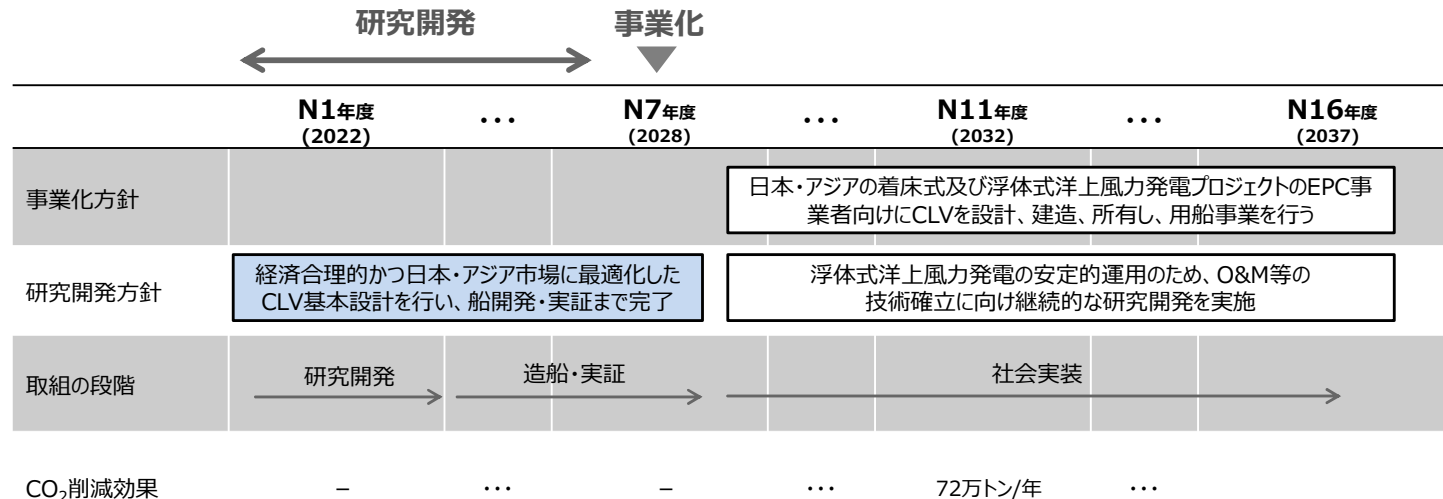 研究開発
事業化
N1年度 ・・・ N7年度 ・・・ N11年度 ・・・ N16年度
(2022) (2028) (2032) (2037)
事業化方針
日本・アジアの着床式及び浮体式洋上風力発電プロジェクトのEPC事
業者向けにCLVを設計、建造、所有し、用船事業を行う
研究開発方針
経済合理的かつ日本・アジア市場に最適化した
CLV基本設計を行い、船開発・実証まで完了
浮体式洋上風力発電の安定的運用のため、O&M等の
技術確立に向け継続的な研究開発を実施
取組の段階 研究開発 造船・実証 社会実装
CO₂削減効果 – ・・・ – ・・・ 72万トン/年 ・・・